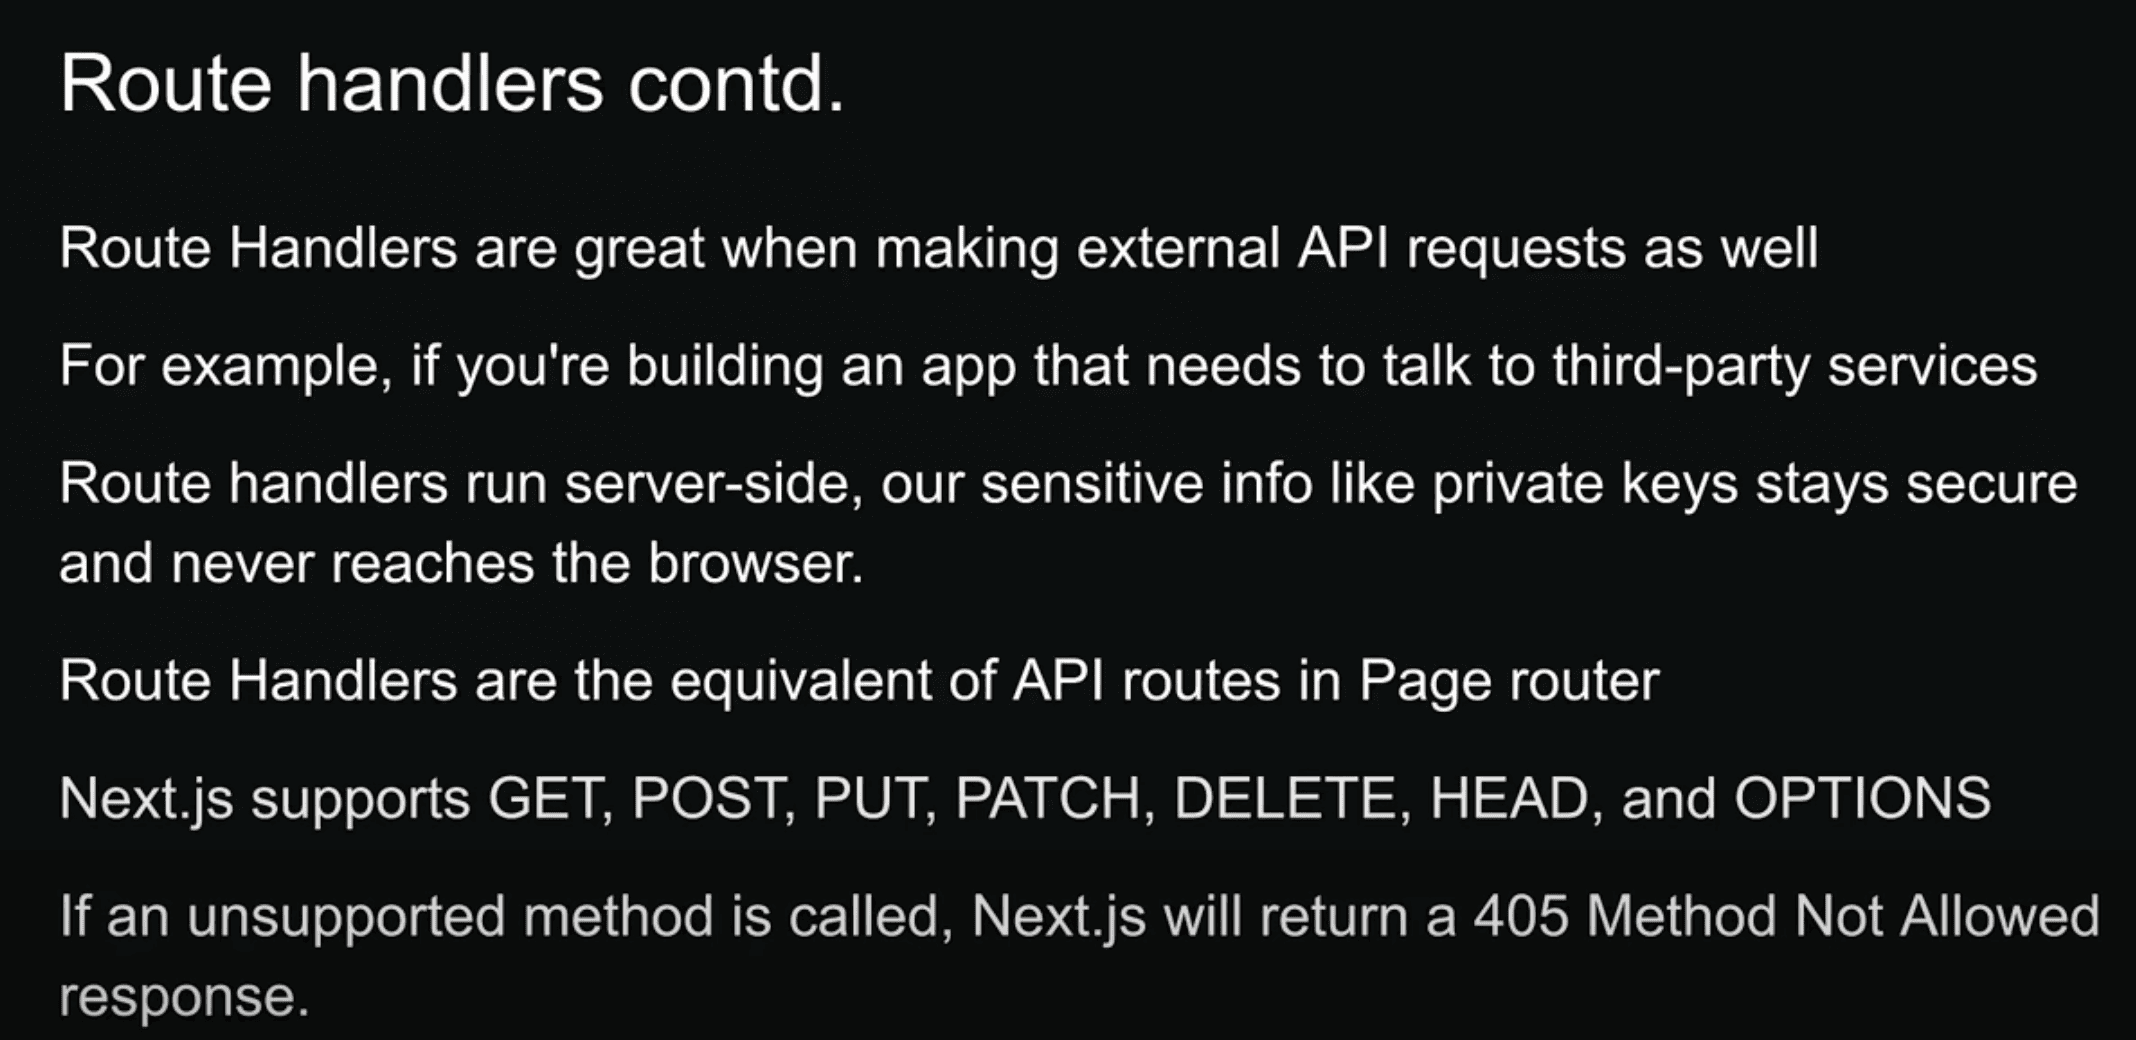 Route handlers contd.
Route Handlers are great when making external API requests as well
For example, if you're building an app that needs to talk to third-party services
Route handlers run server-side, our sensitive info like private keys stays secure
and never reaches the browser.
Route Handlers are the equivalent of API routes in Page router
Next.js supports GET, POST, PUT, PATCH, DELETE, HEAD, and OPTIONS
If an unsupported method is called, Next.js will return a 405 Method Not Allowed
response.